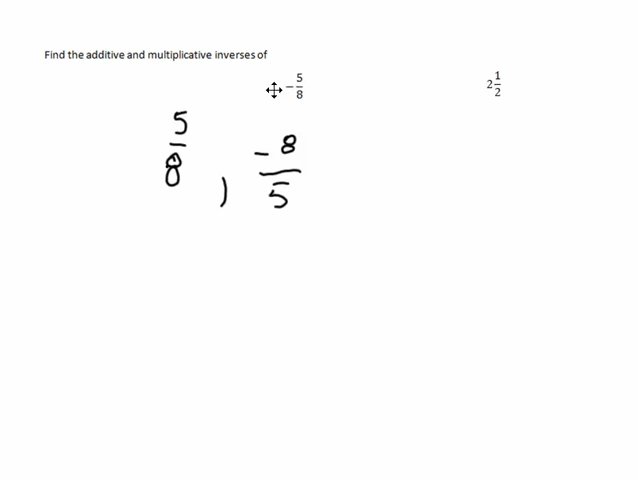 Find the additive and multiplicative inverses of
−5/8 2 1/2
5/8 , −8/5